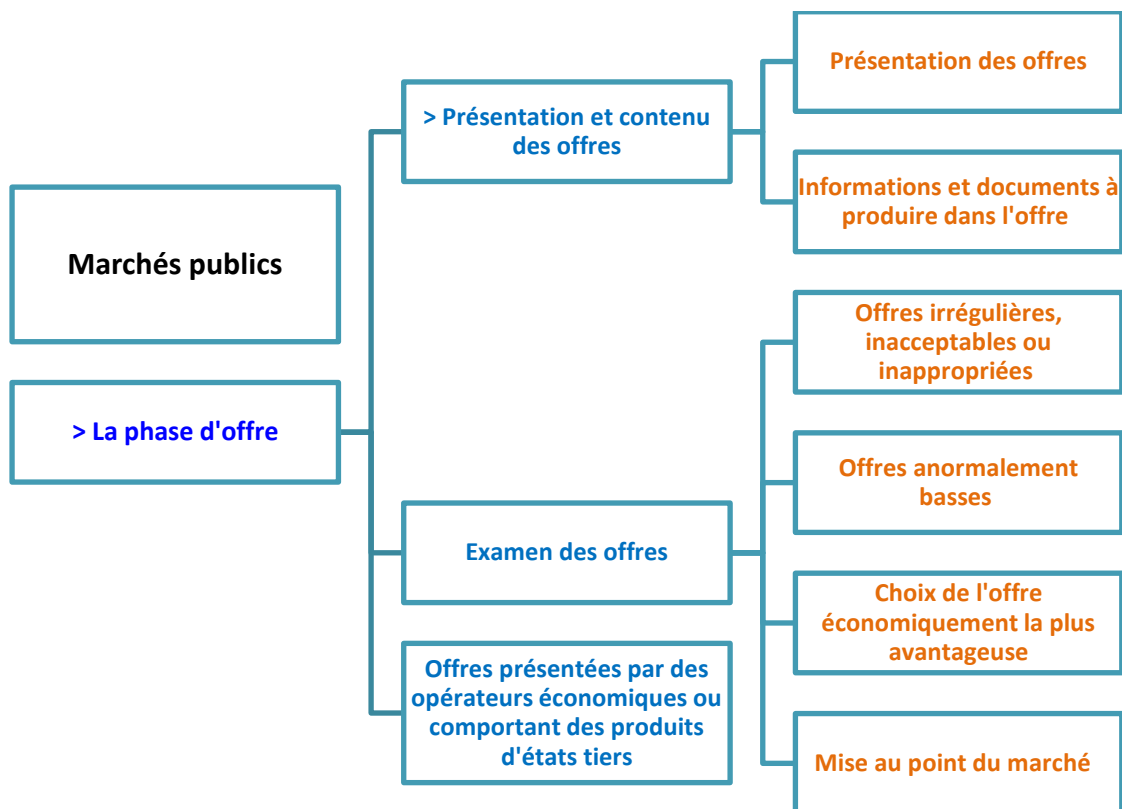 Marchés publics
> La phase d'offre
> Présentation et contenu
des offres
Présentation des offres
Informations et documents à
produire dans l'offre
Examen des offres
Offres irrégulières,
inacceptables ou
inappropriées
Offres anormalement
basses
Choix de l'offre
économiquement la plus
avantageuse
Mise au point du marché
Offres présentées par des
opérateurs économiques ou
comportant des produits
d'états tiers